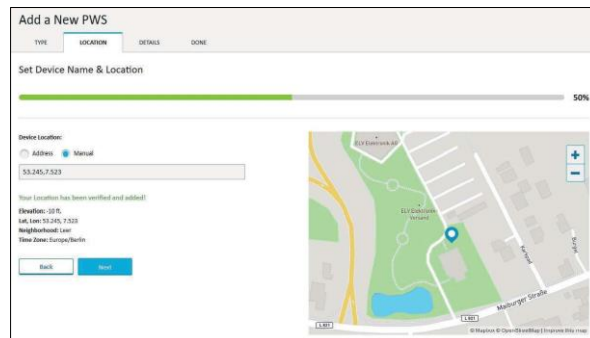 Add a New PWS
TYPE
LOCATION
DETAILS
DONE
Set Device Name & Location
50%
Device Location:
Address
Manual
53.245,7.523
Your Location has been verified and added!
Elevation: -10 ft.
Lat, Lon: 53.245, 7.523
Neighborhood: Leer
Time Zone: Europe/Berlin
Back
Next
ELV Elektronik AG
+
−
ELV Elektronik-
Versand
Maiburger Straße
L 821
L 821
© Mapbox © OpenStreetMap | Improve this map